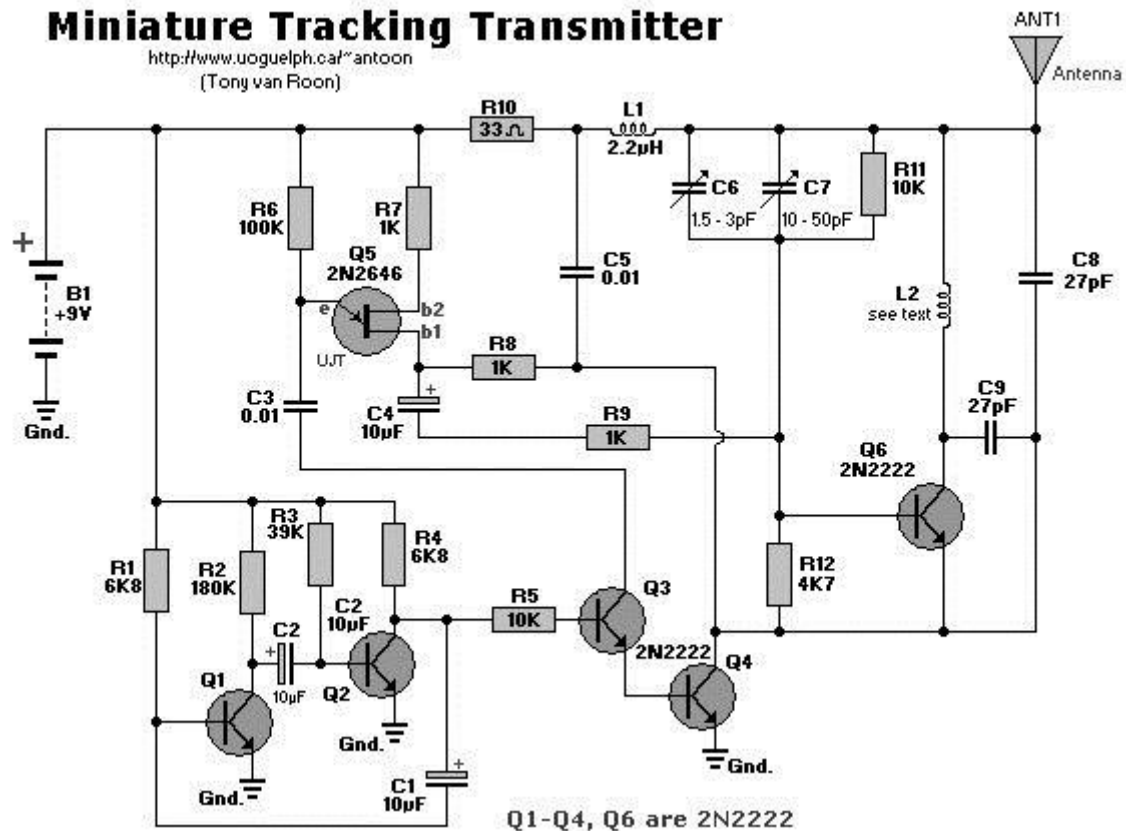 Miniature Tracking Transmitter
http://www.uoguelph.ca/~antoon
(Tony van Roon)
ANT1
Antenna
R10
33Ω
L1
2.2µH
R6
100K
R7
1K
C6
1.5 - 3pF
C7
10 - 50pF
R11
10K
+
B1
+9V
Gnd.
Q5
2N2646
e
b2
b1
UJT
C5
0.01
C8
27pF
L2
see text
R8
1K
C3
0.01
C4
10µF
+
R9
1K
C9
27pF
Q6
2N2222
R1
6K8
R2
180K
R3
39K
R4
6K8
C2
10µF
C2
+
10µF
R5
10K
Q3
2N2222
Q4
R12
4K7
Q1
Q2
Gnd.
Gnd.
Gnd.
C1
10µF
+
Q1-Q4, Q6 are 2N2222